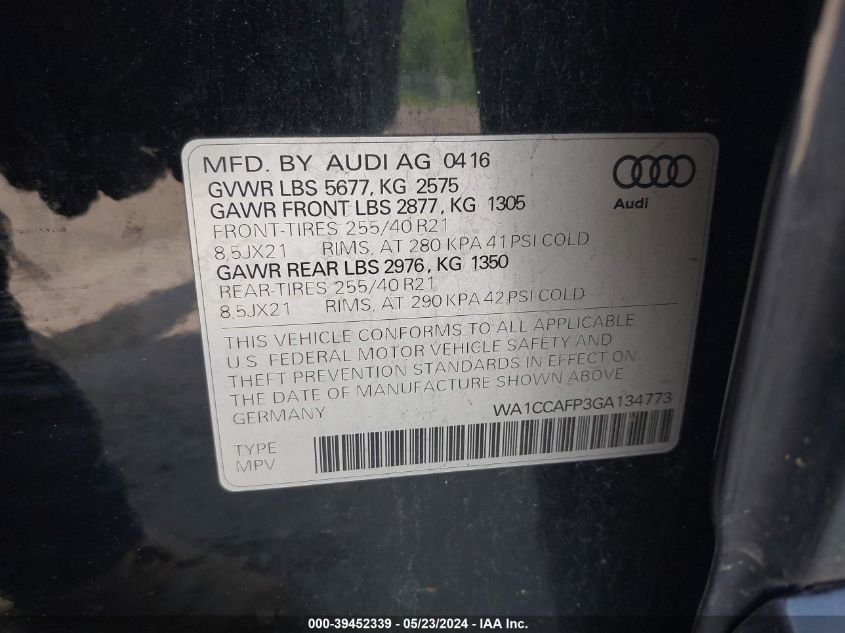 MFD. BY AUDI AG 0416
GVWR LBS 5677, KG 2575
GAWR FRONT LBS 2877, KG 1305
FRONT-TIRES 255/40 R21
8,5JX21 RIMS, AT 280 KPA 41 PSI COLD
GAWR REAR LBS 2976, KG 1350
REAR-TIRES 255/40 R21
8,5JX21 RIMS, AT 290 KPA 42 PSI COLD
Audi
THIS VEHICLE CONFORMS TO ALL APPLICABLE
U.S. FEDERAL MOTOR VEHICLE SAFETY AND
THEFT PREVENTION STANDARDS IN EFFECT ON
THE DATE OF MANUFACTURE SHOWN ABOVE
GERMANY WA1CCAFP3GA134773
TYPE
MPV
000-39452339 - 05/23/2024 - IAA Inc.